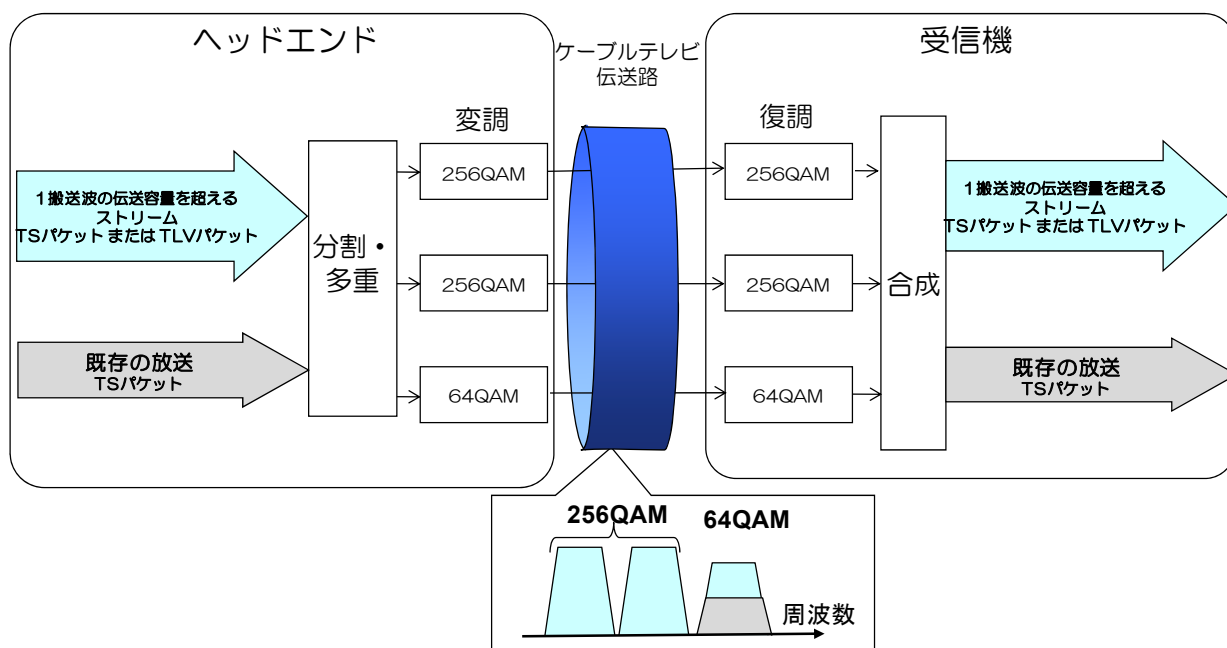 ヘッドエンド
ケーブルテレビ
伝送路
受信機
変調
復調
1搬送波の伝送容量を超える
ストリーム
TSパケット または TLVパケット
既存の放送
TSパケット
分割・
多重
256QAM
256QAM
64QAM
256QAM
256QAM
64QAM
合成
1搬送波の伝送容量を超える
ストリーム
TSパケット または TLVパケット
既存の放送
TSパケット
256QAM
64QAM
周波数